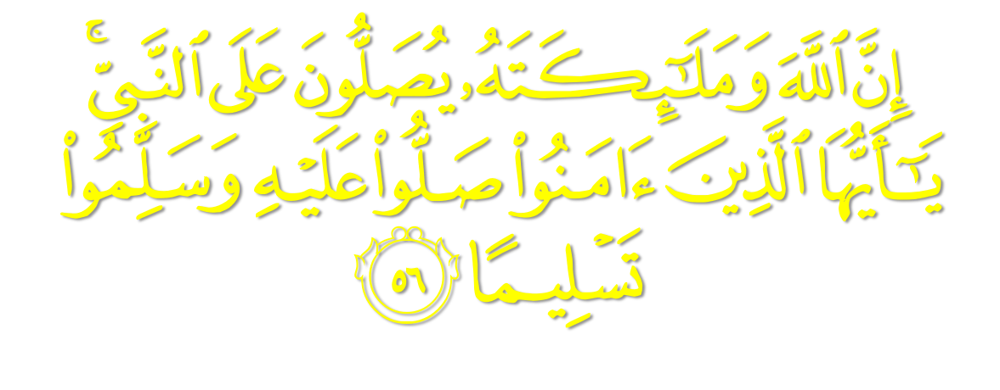 إِنَّ ٱللَّهَ وَمَلَٰٓئِكَتَهُۥ يُصَلُّونَ عَلَى ٱلنَّبِيِّۚ
يَٰٓأَيُّهَا ٱلَّذِينَ ءَامَنُوا۟ صَلُّوا۟ عَلَيْهِ وَسَلِّمُوا۟
تَسْلِيمًا ٥٦